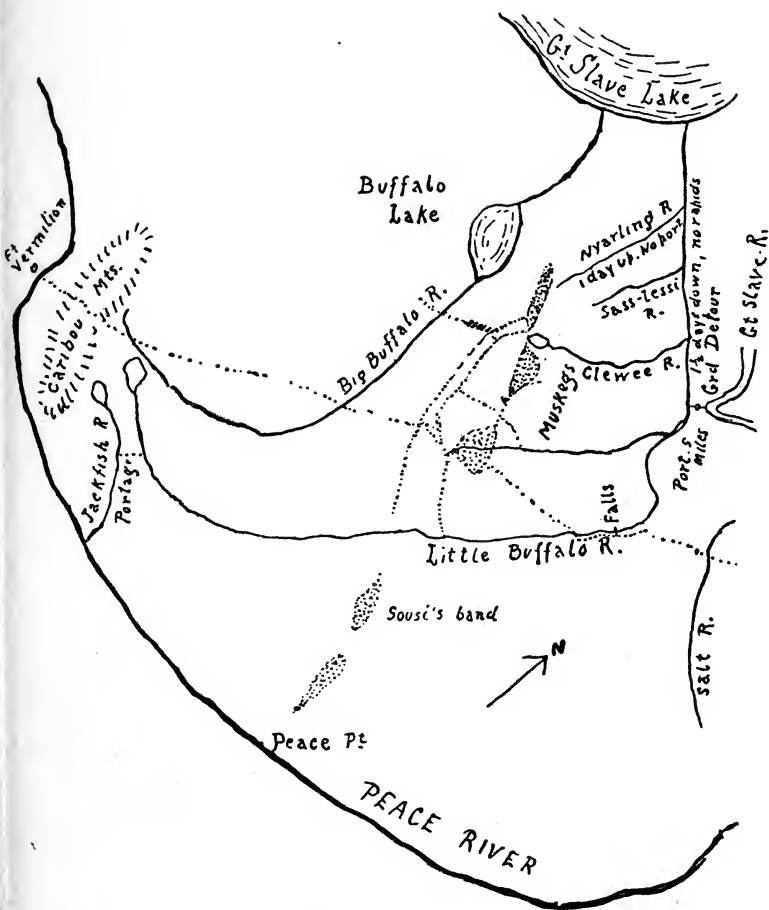 Gt Slave Lake
Buffalo
Lake
Ft
Vermilion
Caribou Mts.
Nyarling R
1 day up. No port.
Sass-Lessi
R.
1½ days down, no rapids
Grd Detour
Gt Slave. R.
Big Buffalo R.
Clewee R.
Muskegs
Jackfish R
Portage
Port. 5
miles
Falls
Little Buffalo R.
Sousi's band
N
Salt R.
Peace Pt
PEACE RIVER